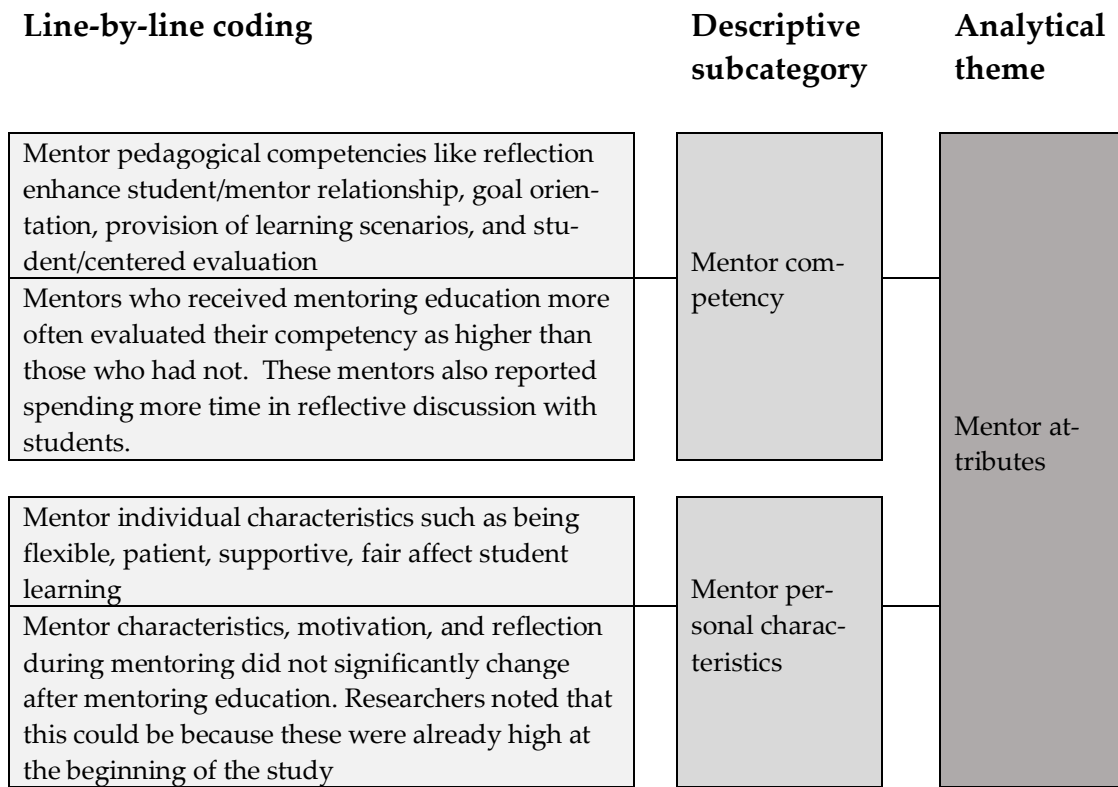 Line-by-line coding
Descriptive
subcategory
Analytical
theme
Mentor pedagogical competencies like reflection
enhance student/mentor relationship, goal orien-
tation, provision of learning scenarios, and stu-
dent/centered evaluation
Mentors who received mentoring education more
often evaluated their competency as higher than
those who had not.  These mentors also reported
spending more time in reflective discussion with
students.
Mentor com-
petency
Mentor individual characteristics such as being
flexible, patient, supportive, fair affect student
learning
Mentor characteristics, motivation, and reflection
during mentoring did not significantly change
after mentoring education. Researchers noted that
this could be because these were already high at
the beginning of the study
Mentor per-
sonal charac-
teristics
Mentor at-
tributes